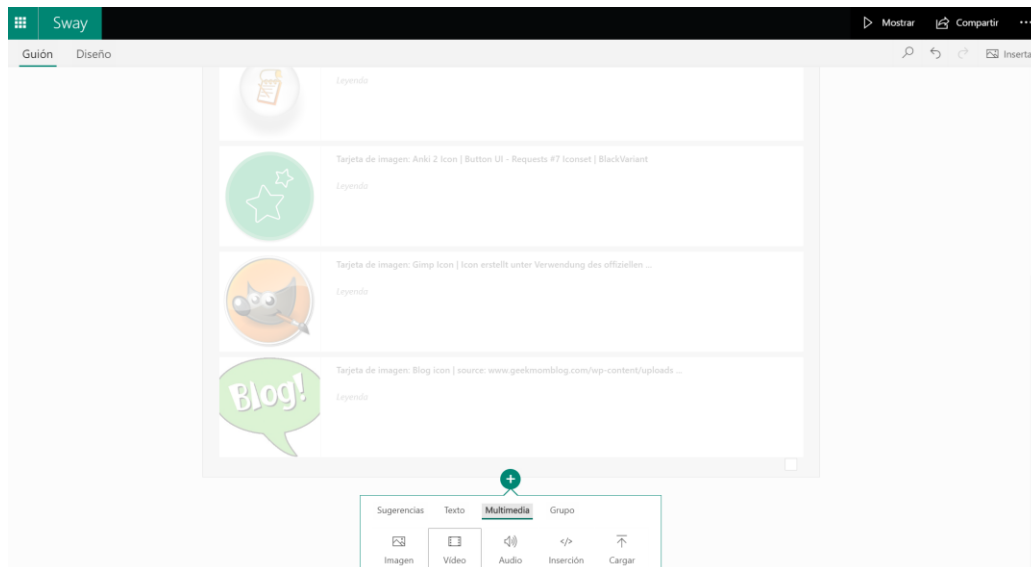 Sway
Mostrar Compartir ...
Guión Diseño Inserta
Leyenda
Tarjeta de imagen: Anki 2 Icon | Button UI - Requests #7 Iconset | BlackVariant
Leyenda
Tarjeta de imagen: Gimp Icon | Icon erstellt unter Verwendung des offiziellen ...
Leyenda
Blog!
Tarjeta de imagen: Blog icon | source: www.geekmomblog.com/wp-content/uploads ...
Leyenda
Sugerencias Texto Multimedia Grupo
Imagen Vídeo Audio Inserción Cargar